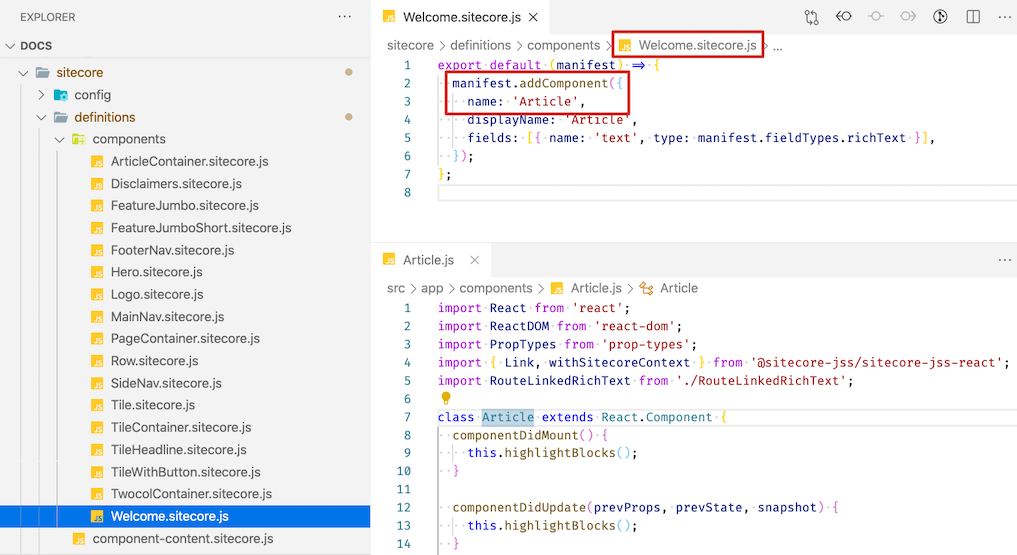 EXPLORER
DOCS
sitecore
config
definitions
components
ArticleContainer.sitecore.js
Disclaimers.sitecore.js
FeatureJumbo.sitecore.js
FeatureJumboShort.sitecore.js
FooterNav.sitecore.js
Hero.sitecore.js
Logo.sitecore.js
MainNav.sitecore.js
PageContainer.sitecore.js
Row.sitecore.js
SideNav.sitecore.js
Tile.sitecore.js
TileContainer.sitecore.js
TileHeadline.sitecore.js
TileWithButton.sitecore.js
TwocolContainer.sitecore.js
Welcome.sitecore.js
component-content.sitecore.js
JS Welcome.sitecore.js ×
sitecore > definitions > components > JS Welcome.sitecore.js > ...
1 export default (manifest) => {
2 manifest.addComponent({
3 name: 'Article',
4 displayName: 'Article',
5 fields: [{ name: 'text', type: manifest.fieldTypes.richText }],
6 });
7 };
8
JS Article.js ×
src > app > components > JS Article.js > Article
1 import React from 'react';
2 import ReactDOM from 'react-dom';
3 import PropTypes from 'prop-types';
4 import { Link, withSitecoreContext } from '@sitecore-jss/sitecore-jss-react';
5 import RouteLinkedRichText from './RouteLinkedRichText';
6
7 class Article extends React.Component {
8 componentDidMount() {
9 this.highlightBlocks();
10 }
11
12 componentDidUpdate(prevProps, prevState, snapshot) {
13 this.highlightBlocks();
14 }